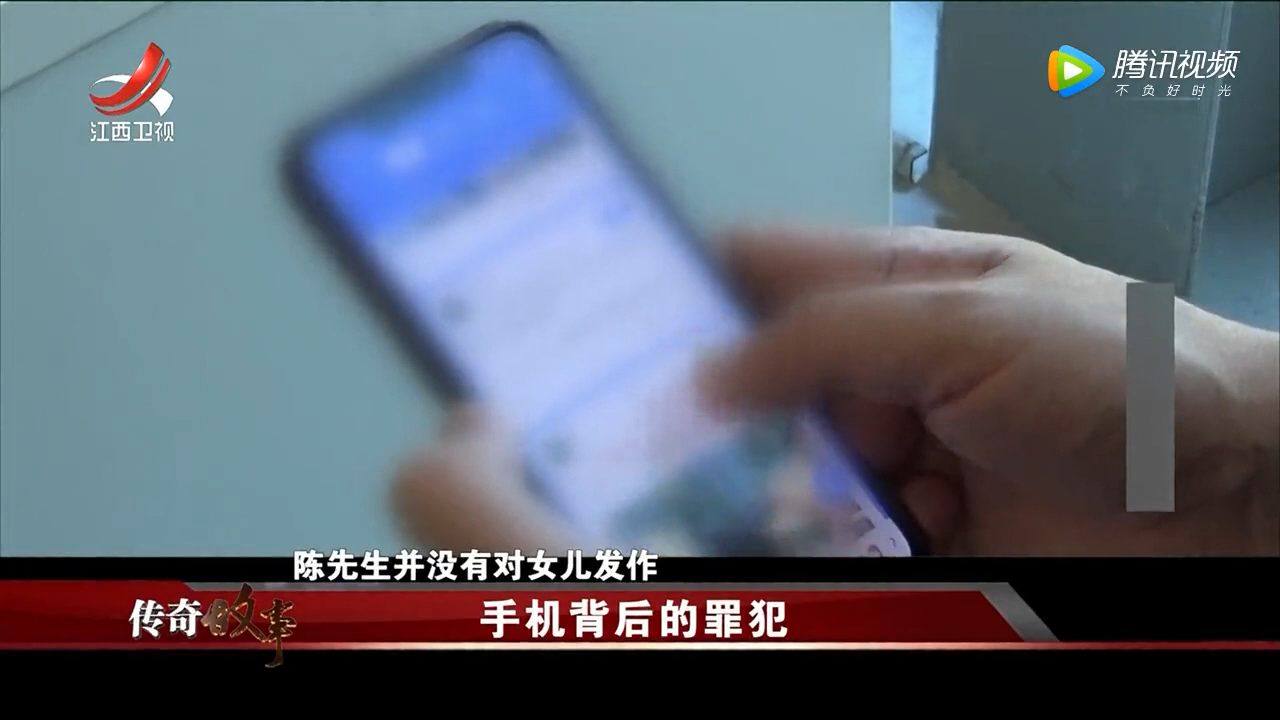 江西卫视
腾讯视频
不负好时光
陈先生并没有对女儿发作
传奇故事
手机背后的罪犯